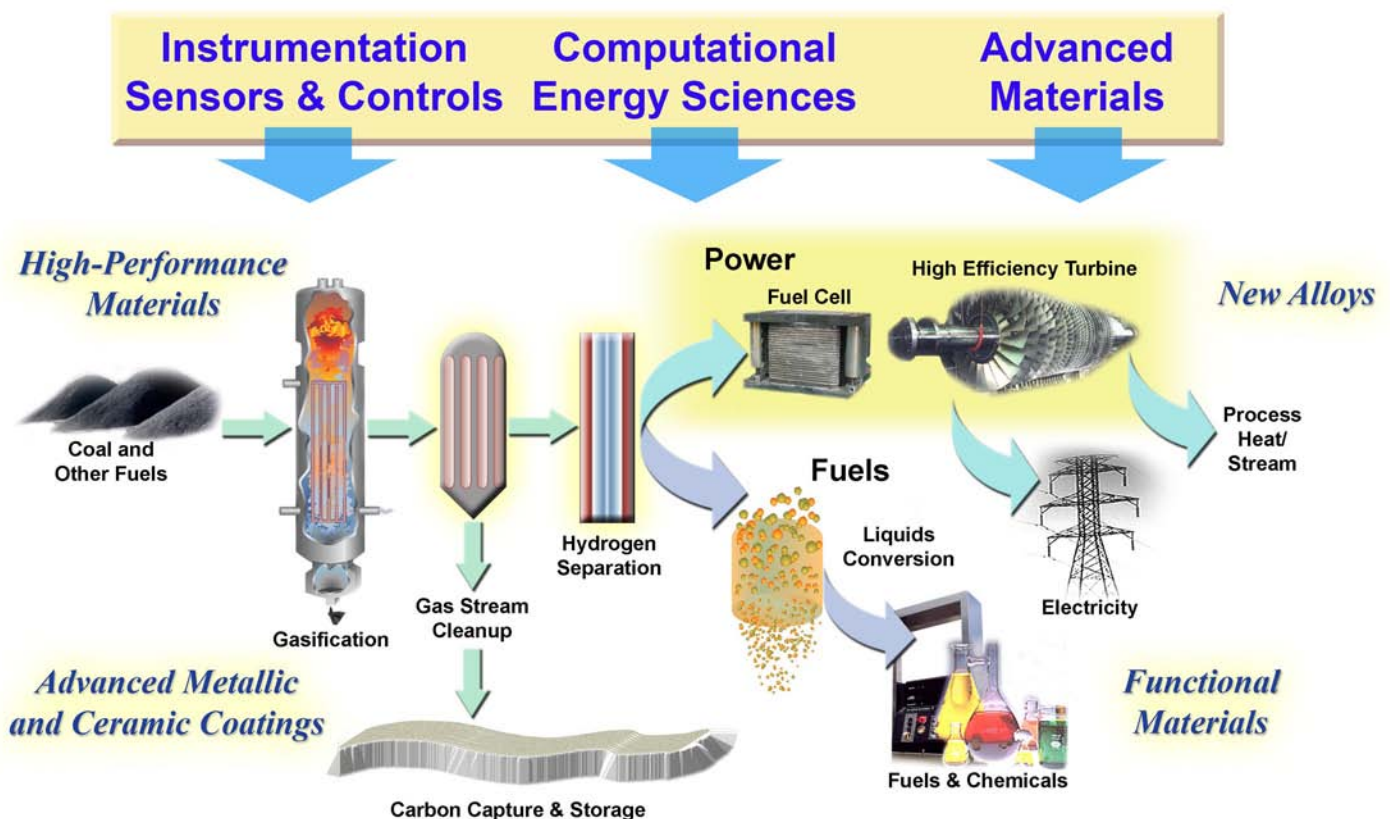 Instrumentation
Sensors & Controls
Computational
Energy Sciences
Advanced
Materials
High-Performance
Materials
Power
Fuel Cell
High Efficiency Turbine
New Alloys
Coal and
Other Fuels
Process
Heat/
Stream
Fuels
Hydrogen
Separation
Liquids
Conversion
Gas Stream
Cleanup
Electricity
Gasification
Advanced Metallic
and Ceramic Coatings
Functional
Materials
Fuels & Chemicals
Carbon Capture & Storage